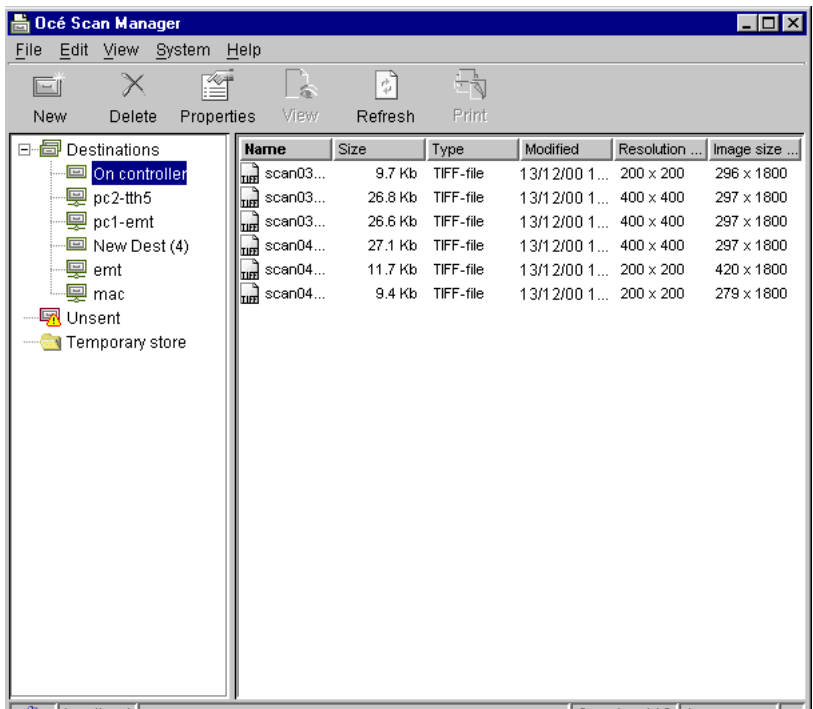 Océ Scan Manager
File Edit View System Help
New Delete Properties View Refresh Print
Destinations
On controller
pc2-tth5
pc1-emt
New Dest (4)
emt
mac
Unsent
Temporary store
Name Size Type Modified Resolution ... Image size ...
TIFF scan03... 9.7 Kb TIFF-file 13/12/00 1... 200 x 200 296 x 1800
TIFF scan03... 26.8 Kb TIFF-file 13/12/00 1... 400 x 400 297 x 1800
TIFF scan03... 26.6 Kb TIFF-file 13/12/00 1... 400 x 400 297 x 1800
TIFF scan04... 27.1 Kb TIFF-file 13/12/00 1... 400 x 400 297 x 1800
TIFF scan04... 11.7 Kb TIFF-file 13/12/00 1... 200 x 200 420 x 1800
TIFF scan04... 9.4 Kb TIFF-file 13/12/00 1... 200 x 200 279 x 1800